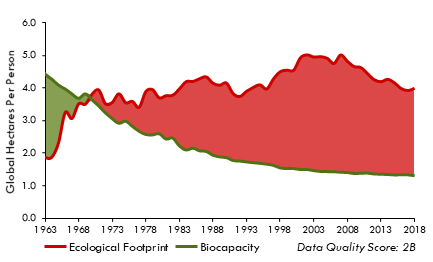 Global Hectares Per Person
6.0
5.0
4.0
3.0
2.0
1.0
0.0
1963 1968 1973 1978 1983 1988 1993 1998 2003 2008 2013 2018
Ecological Footprint Biocapacity Data Quality Score: 2B